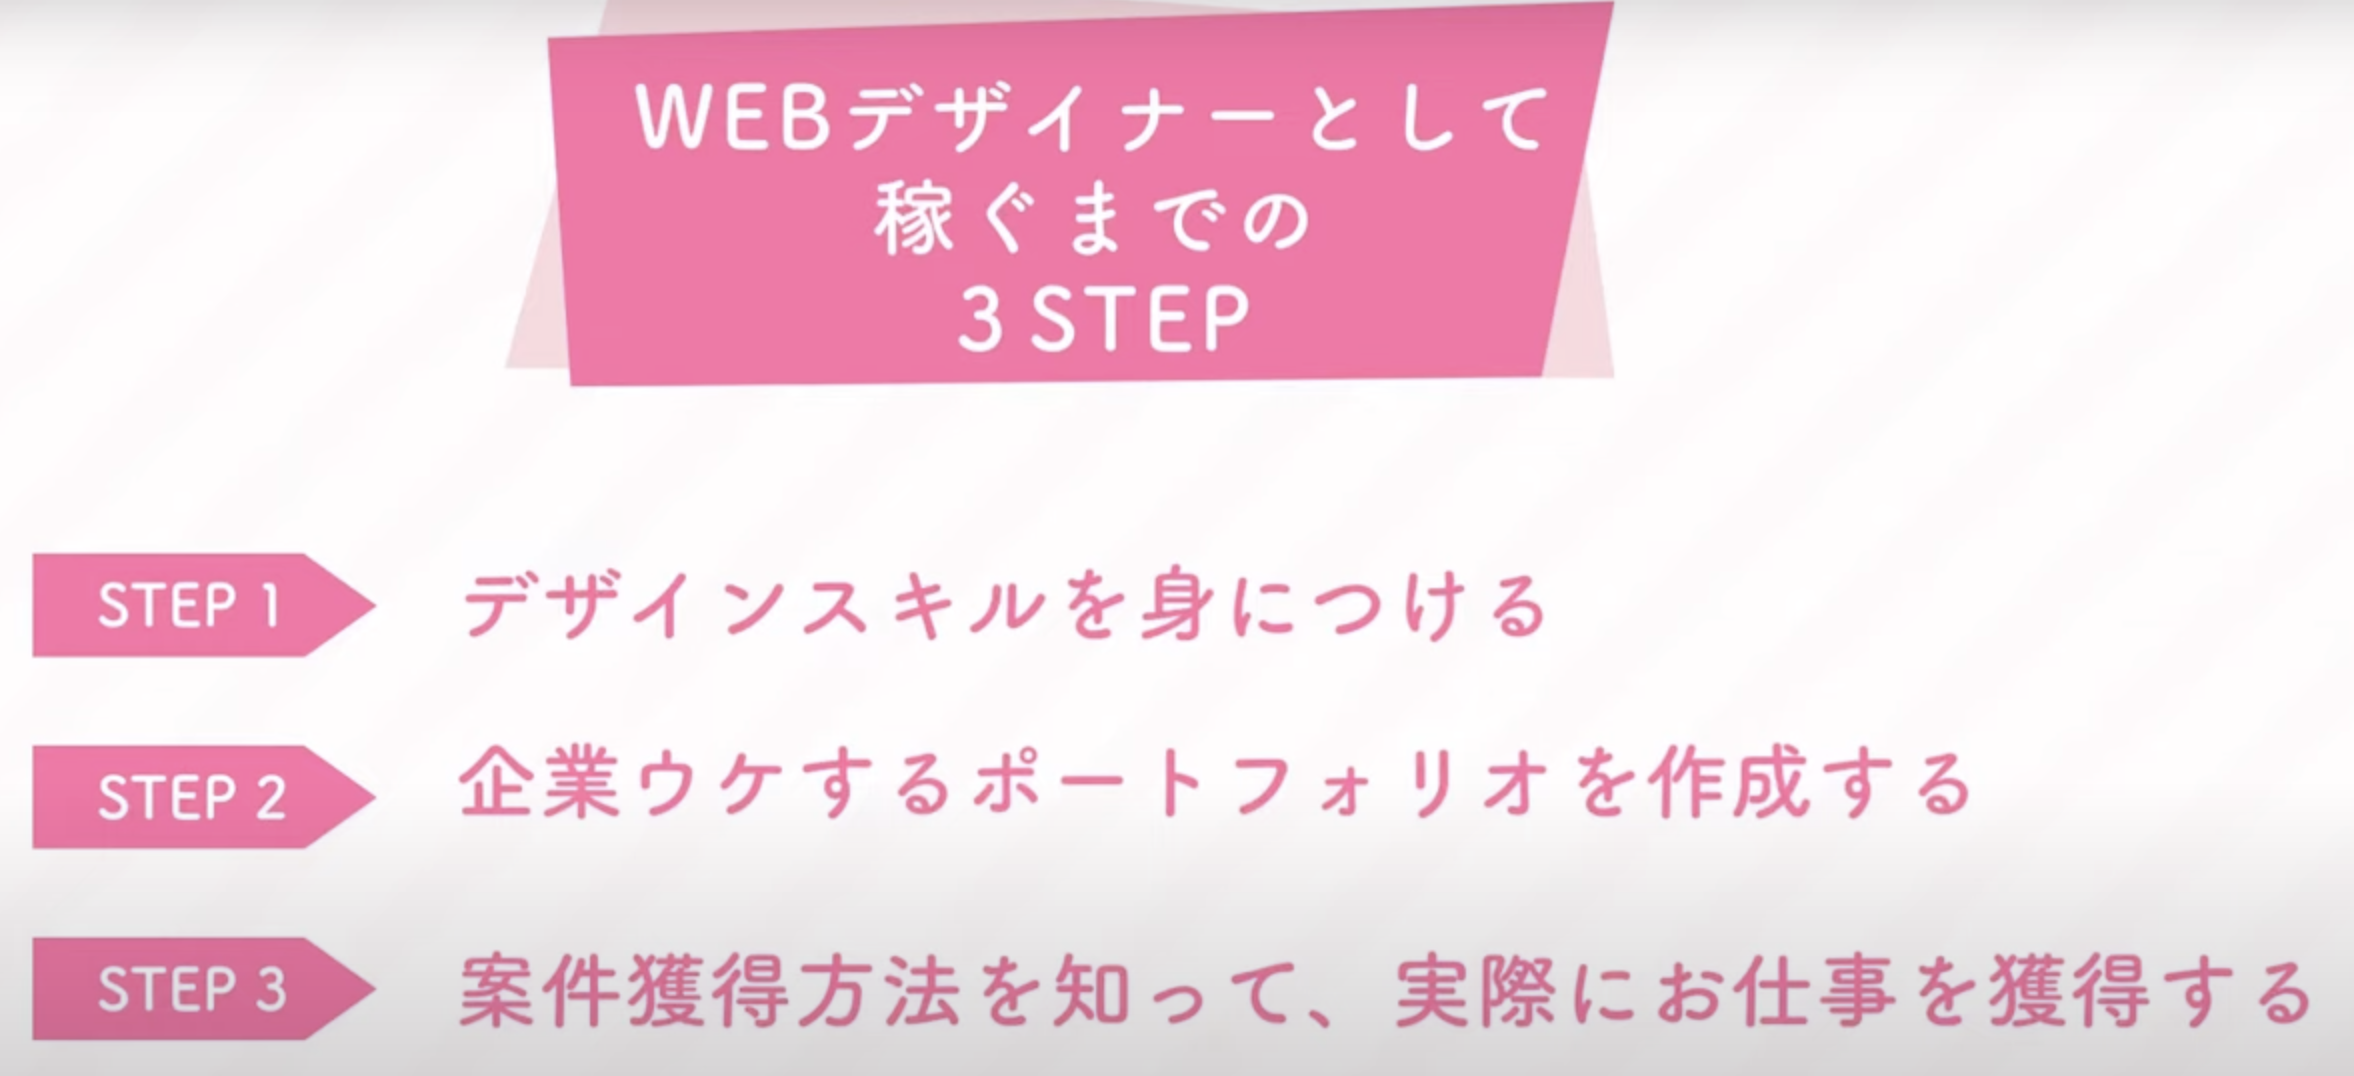 WEBデザイナーとして
稼ぐまでの
3 STEP
STEP 1 デザインスキルを身につける
STEP 2 企業ウケするポートフォリオを作成する
STEP 3 案件獲得方法を知って、実際にお仕事を獲得する